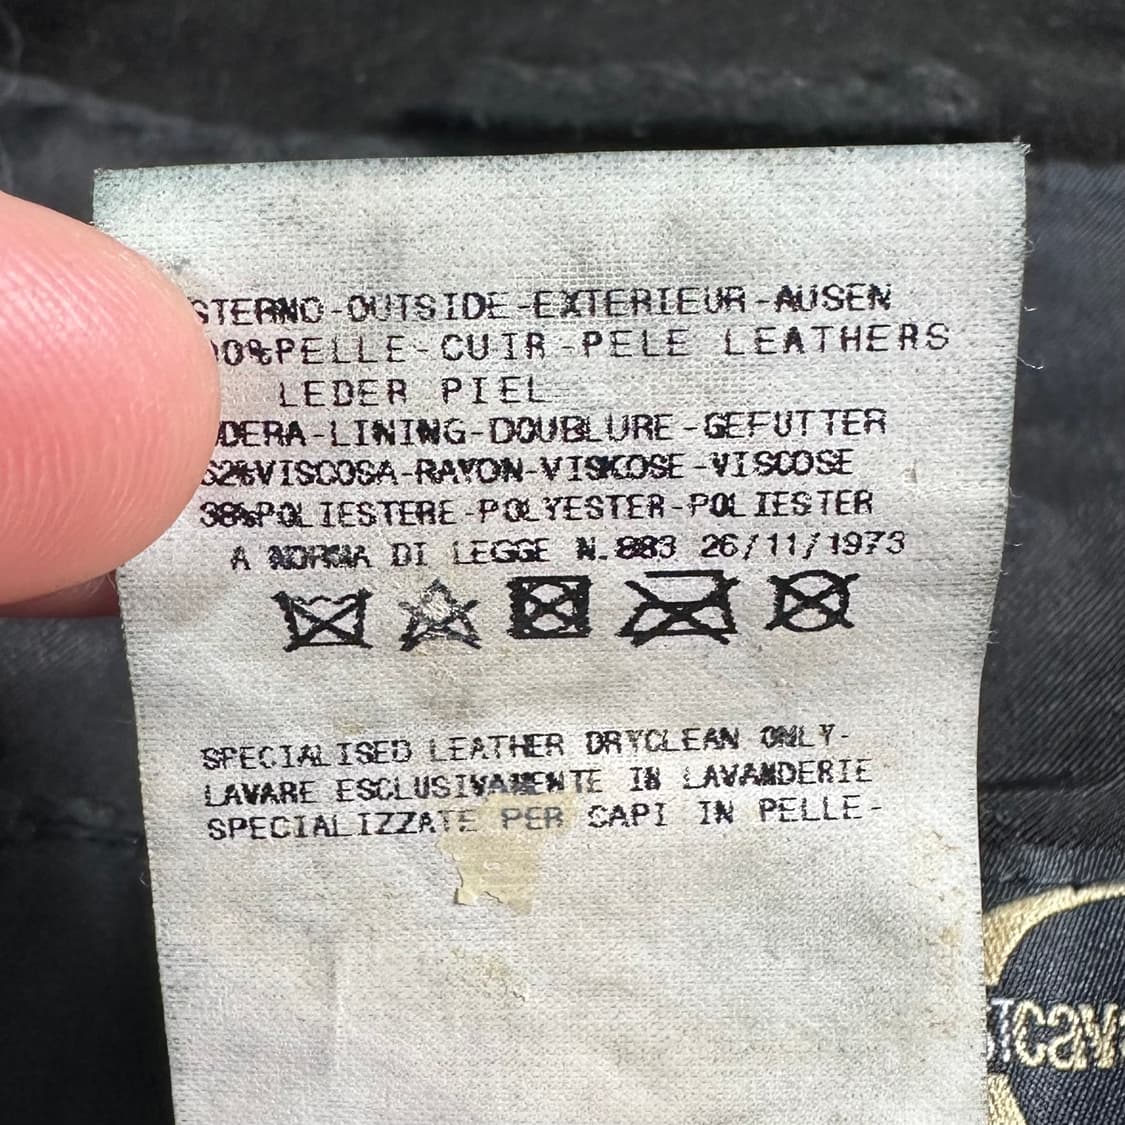 STERNO-OUTSIDE-EXTERIEUR-AUSEN
00%PELLE-CUIR-PELE LEATHERS
LEDER PIEL
DERA-LINING-DOUBLURE-GEFUTTER
62%VISCOSA-RAYON-VISKOSE-VISCOSE
38%POLIESTERE-POLYESTER-POLIESTER
A NORMA DI LEGGE N.883 26/11/1973
SPECIALISED LEATHER DRYCLEAN ONLY-
LAVARE ESCLUSIVAMENTE IN LAVANDERIE
SPECIALIZZATE PER CAPI IN PELLE-